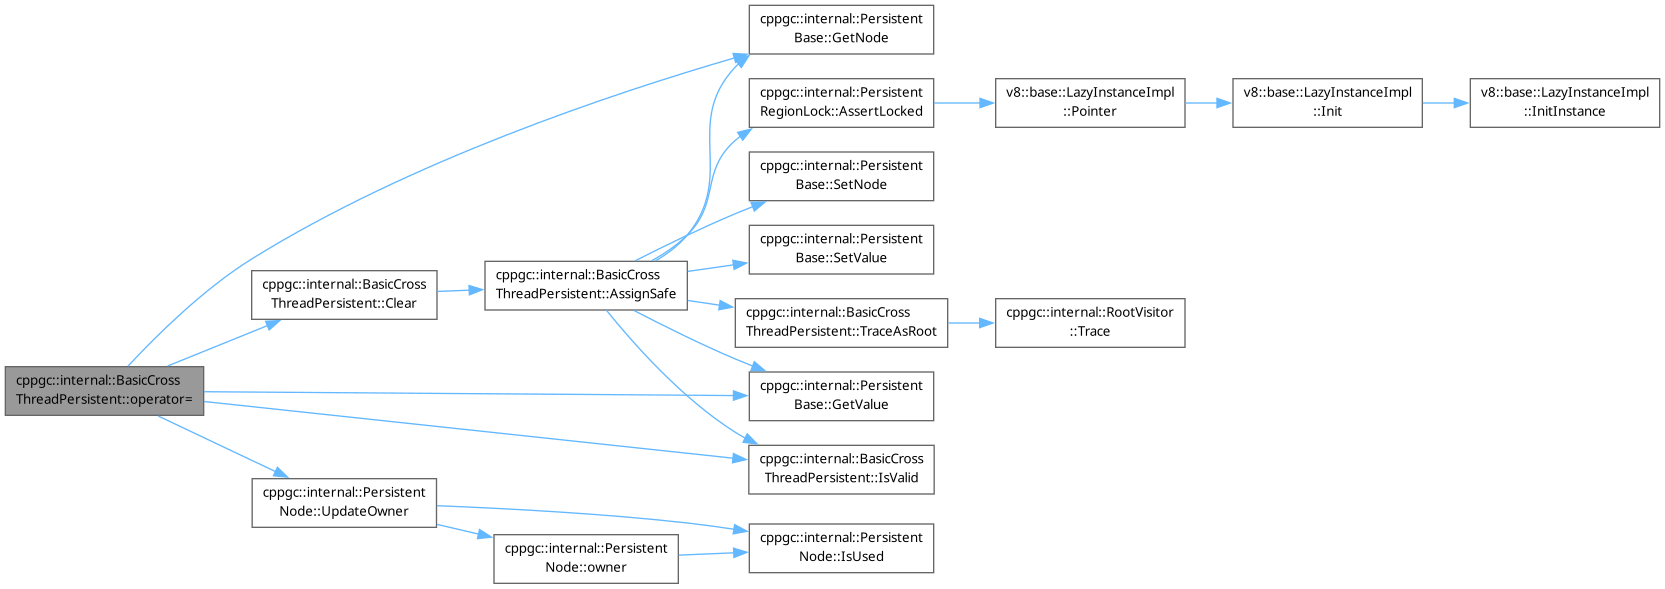 cppgc::internal::Persistent
Base::GetNode
cppgc::internal::Persistent
RegionLock::AssertLocked
v8::base::LazyInstanceImpl
::Pointer
v8::base::LazyInstanceImpl
::Init
v8::base::LazyInstanceImpl
::InitInstance
cppgc::internal::Persistent
Base::SetNode
cppgc::internal::Persistent
Base::SetValue
cppgc::internal::BasicCross
ThreadPersistent::Clear
cppgc::internal::BasicCross
ThreadPersistent::AssignSafe
cppgc::internal::BasicCross
ThreadPersistent::TraceAsRoot
cppgc::internal::RootVisitor
::Trace
cppgc::internal::BasicCross
ThreadPersistent::operator=
cppgc::internal::Persistent
Base::GetValue
cppgc::internal::BasicCross
ThreadPersistent::IsValid
cppgc::internal::Persistent
Node::UpdateOwner
cppgc::internal::Persistent
Node::owner
cppgc::internal::Persistent
Node::IsUsed